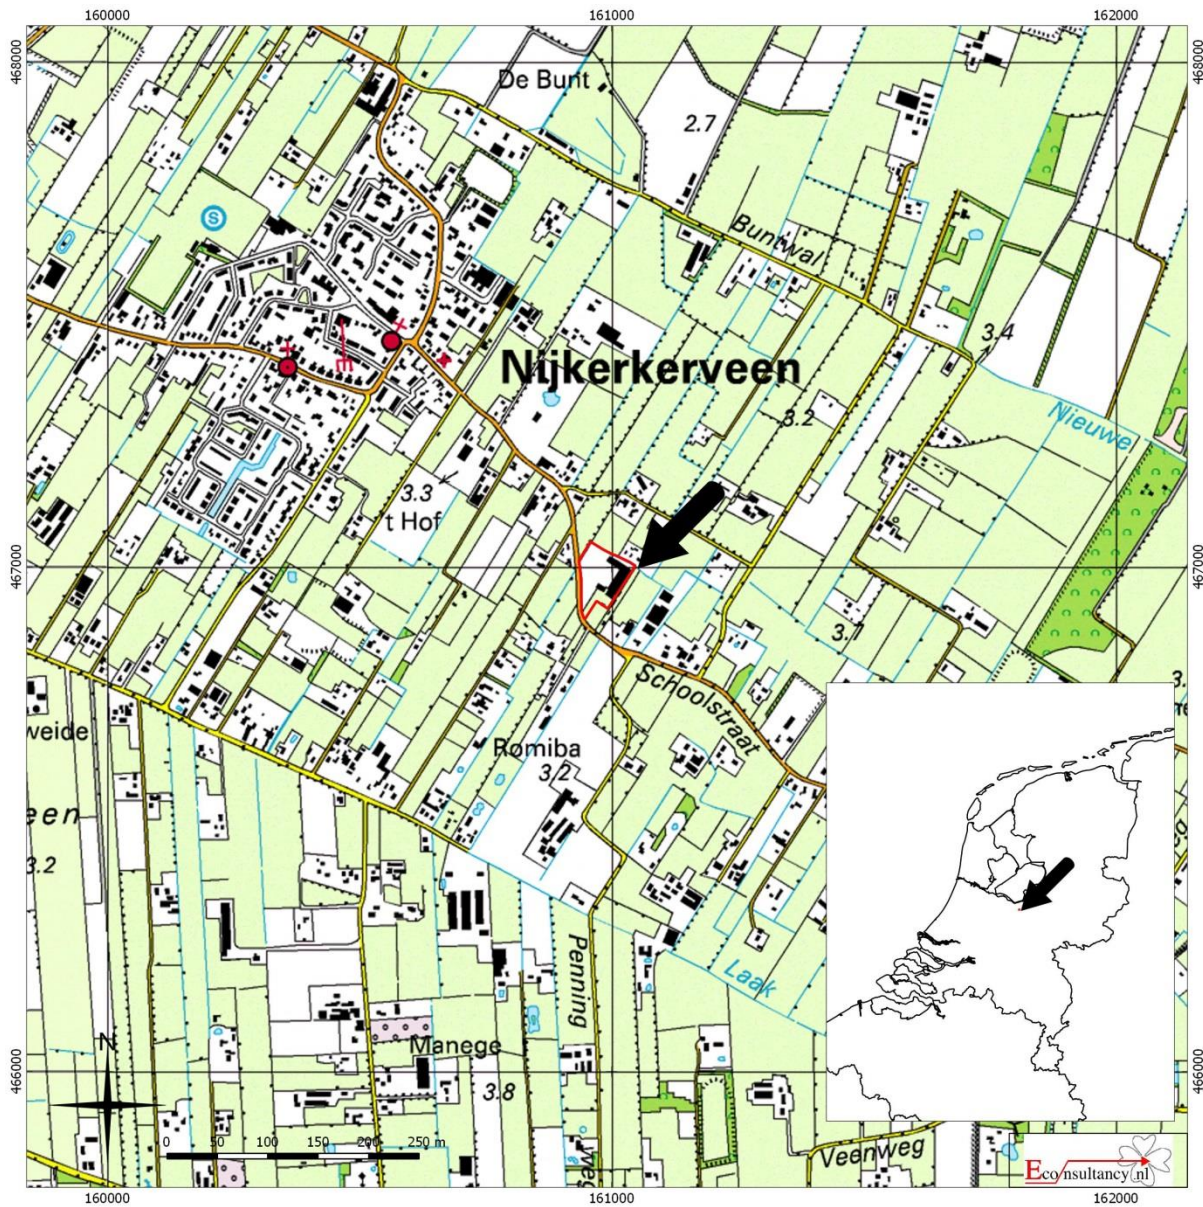 160000
161000
162000
468000
468000
De Bunt
2.7
S
Buntwal
3.4
Nijkerkerveen
Nieuwe
3.2
3.3
't Hof
467000
467000
3.1
3.
Schoolstraat
weide
Romiba
3.2
een
3.2
Penning
Laak
Manege
3.8
N
466000
466000
0 50 100 150 200 250 m
Veenweg
Econsultancy.nl
160000
161000
162000